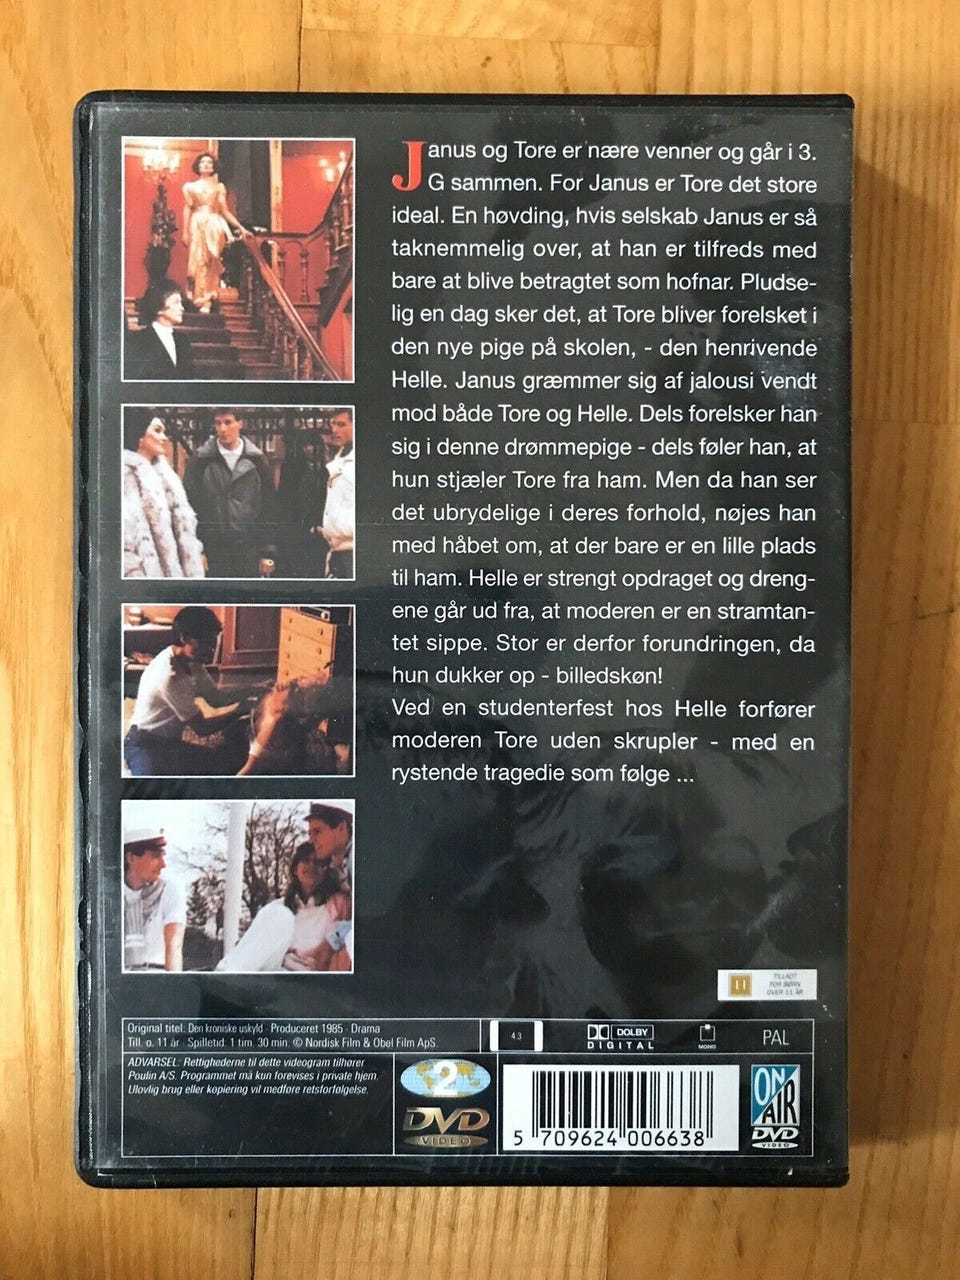 Janus og Tore er nære venner og går i 3.
G sammen. For Janus er Tore det store
ideal. En høvding, hvis selskab Janus er så
taknemmelig over, at han er tilfreds med
bare at blive betragtet som hofnar. Pludse-
lig en dag sker det, at Tore bliver forelsket i
den nye pige på skolen, - den henrivende
Helle. Janus græmmer sig af jalousi vendt
mod både Tore og Helle. Dels forelsker han
sig i denne drømmepige - dels føler han, at
hun stjæler Tore fra ham. Men da han ser
det ubrydelige i deres forhold, nøjes han
med håbet om, at der bare er en lille plads
til ham. Helle er strengt opdraget og dreng-
ene går ud fra, at moderen er en stramtan-
tet sippe. Stor er derfor forundringen, da
hun dukker op - billedskøn!
Ved en studenterfest hos Helle forfører
moderen Tore uden skrupler - med en
rystende tragedie som følge ...
11
TILLADT
FOR BØRN
OVER 11 ÅR
Original titel: Den kroniske uskyld · Produceret 1985 · Drama
Till. o. 11 år · Spilletid: 1 tim. 30 min. © Nordisk Film & Obel Film ApS.
4:3
DOLBY
DIGITAL
MONO
PAL
ADVARSEL: Rettighederne til dette videogram tilhører
Poulin A/S. Programmet må kun forevises i private hjem.
Ulovlig brug eller kopiering vil medføre retsforfølgelse.
2
DVD
VIDEO
5 709624 006638
ON
AIR
DVD
VIDEO